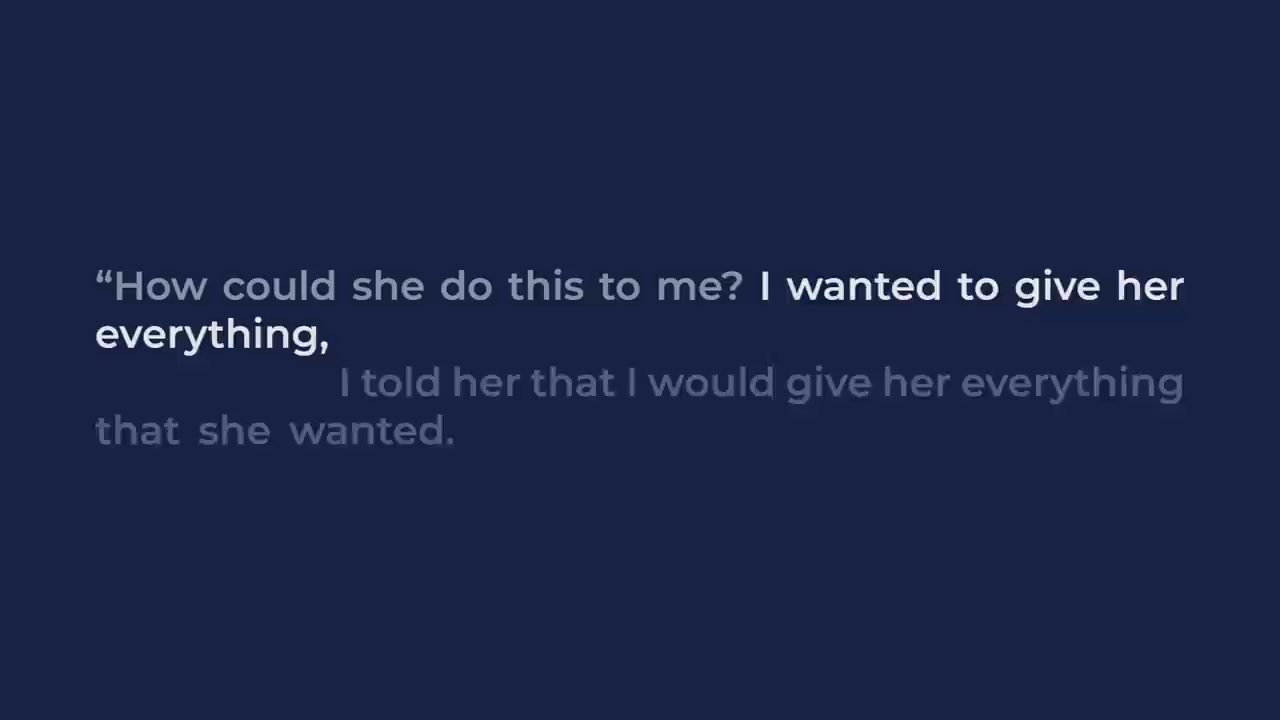 “How could she do this to me? I wanted to give her
everything,
I told her that I would give her everything
that she wanted.